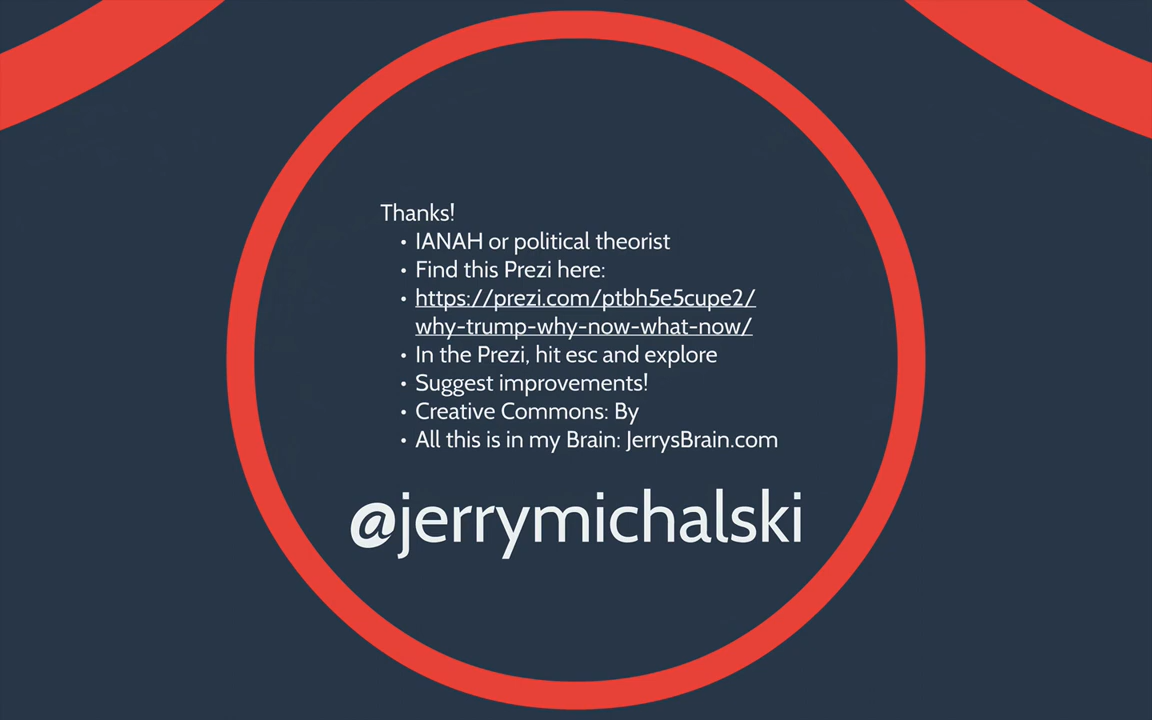 Thanks!
• IANAH or political theorist
• Find this Prezi here:
• https://prezi.com/ptbh5e5cupe2/
why-trump-why-now-what-now/
• In the Prezi, hit esc and explore
• Suggest improvements!
• Creative Commons: By
• All this is in my Brain: JerrysBrain.com
@jerrymichalski